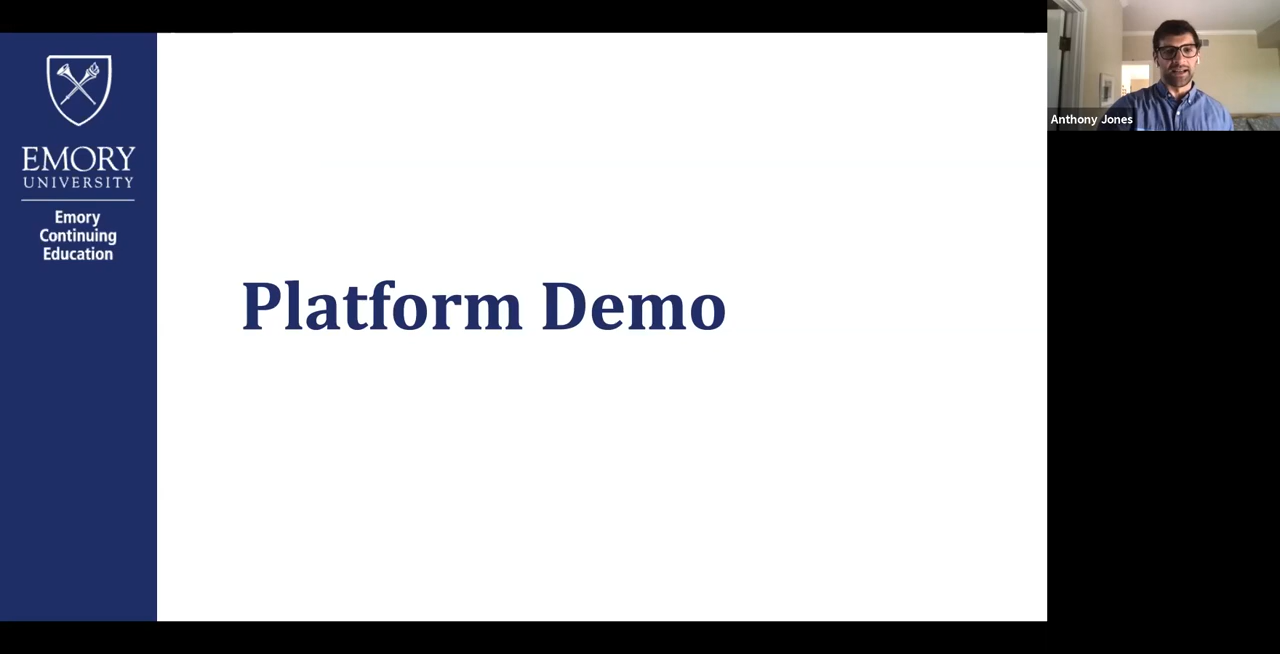 EMORY
UNIVERSITY
Emory
Continuing
Education
Platform Demo
Anthony Jones